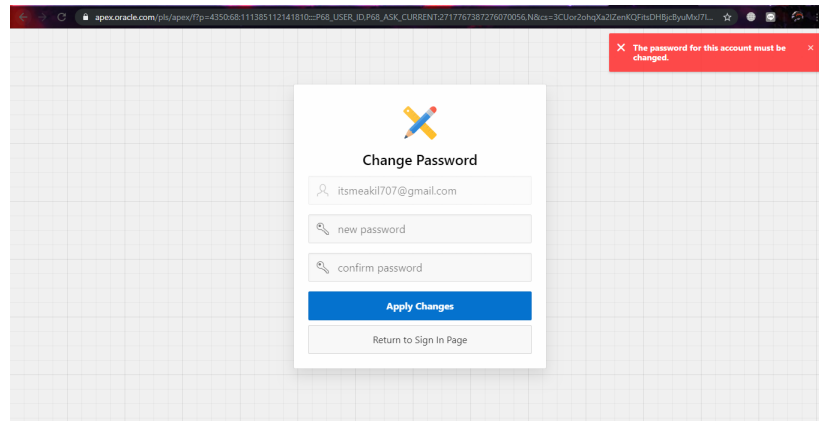 apex.oracle.com/pls/apex/f?p=4350:68:111385112141810:::P68_USER_ID,P68_ASK_CURRENT:2717767387276070056,N&cs=3CUor2ohqXa2IZenKQFitsDHBjcByuMxJ7l...
The password for this account must be
changed.
Change Password
itsmeakil707@gmail.com
new password
confirm password
Apply Changes
Return to Sign In Page